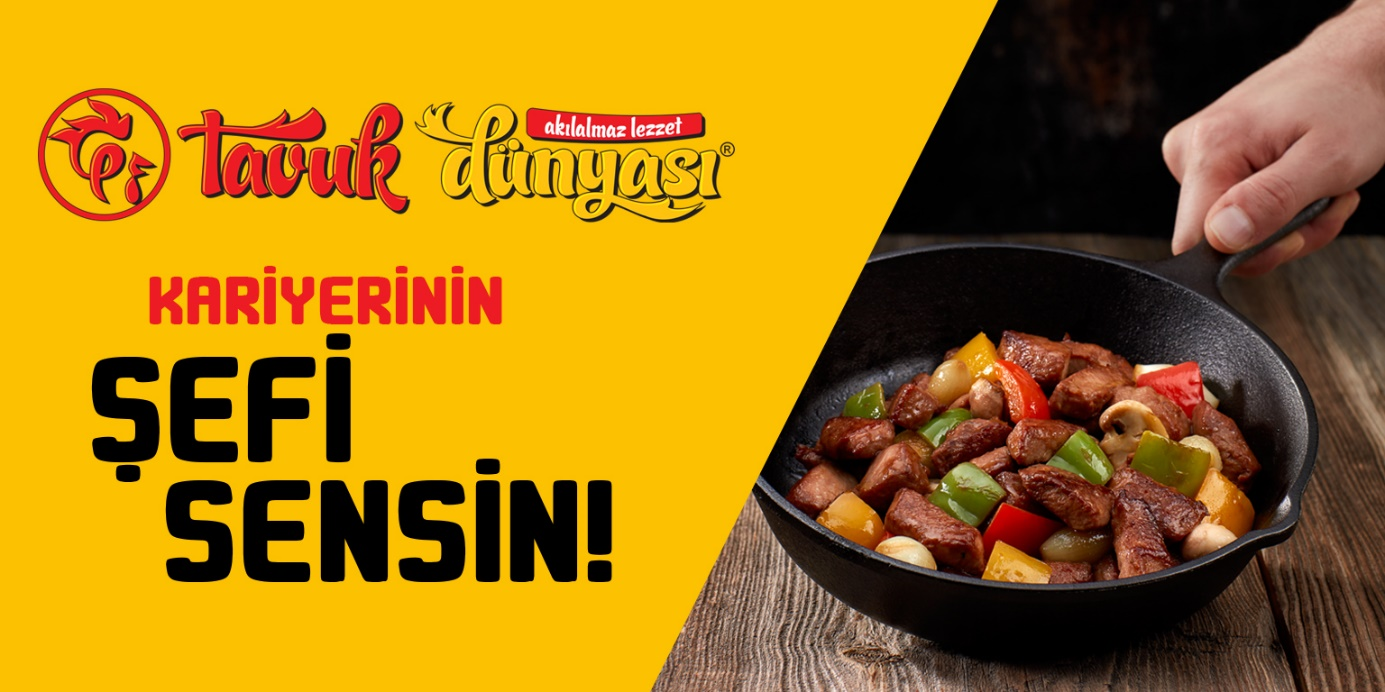 tavuk dünyası®
akılalmaz lezzet
KARİYERİNİN
ŞEFİ
SENSİN!